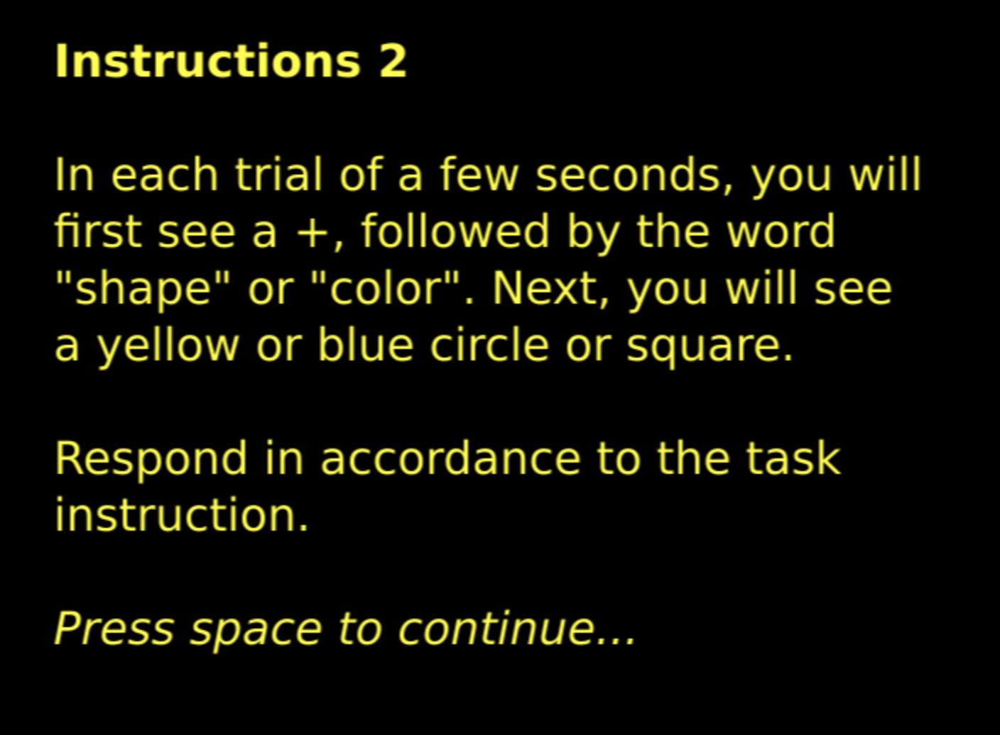 Instructions 2
In each trial of a few seconds, you will
first see a +, followed by the word
"shape" or "color". Next, you will see
a yellow or blue circle or square.
Respond in accordance to the task
instruction.
Press space to continue...